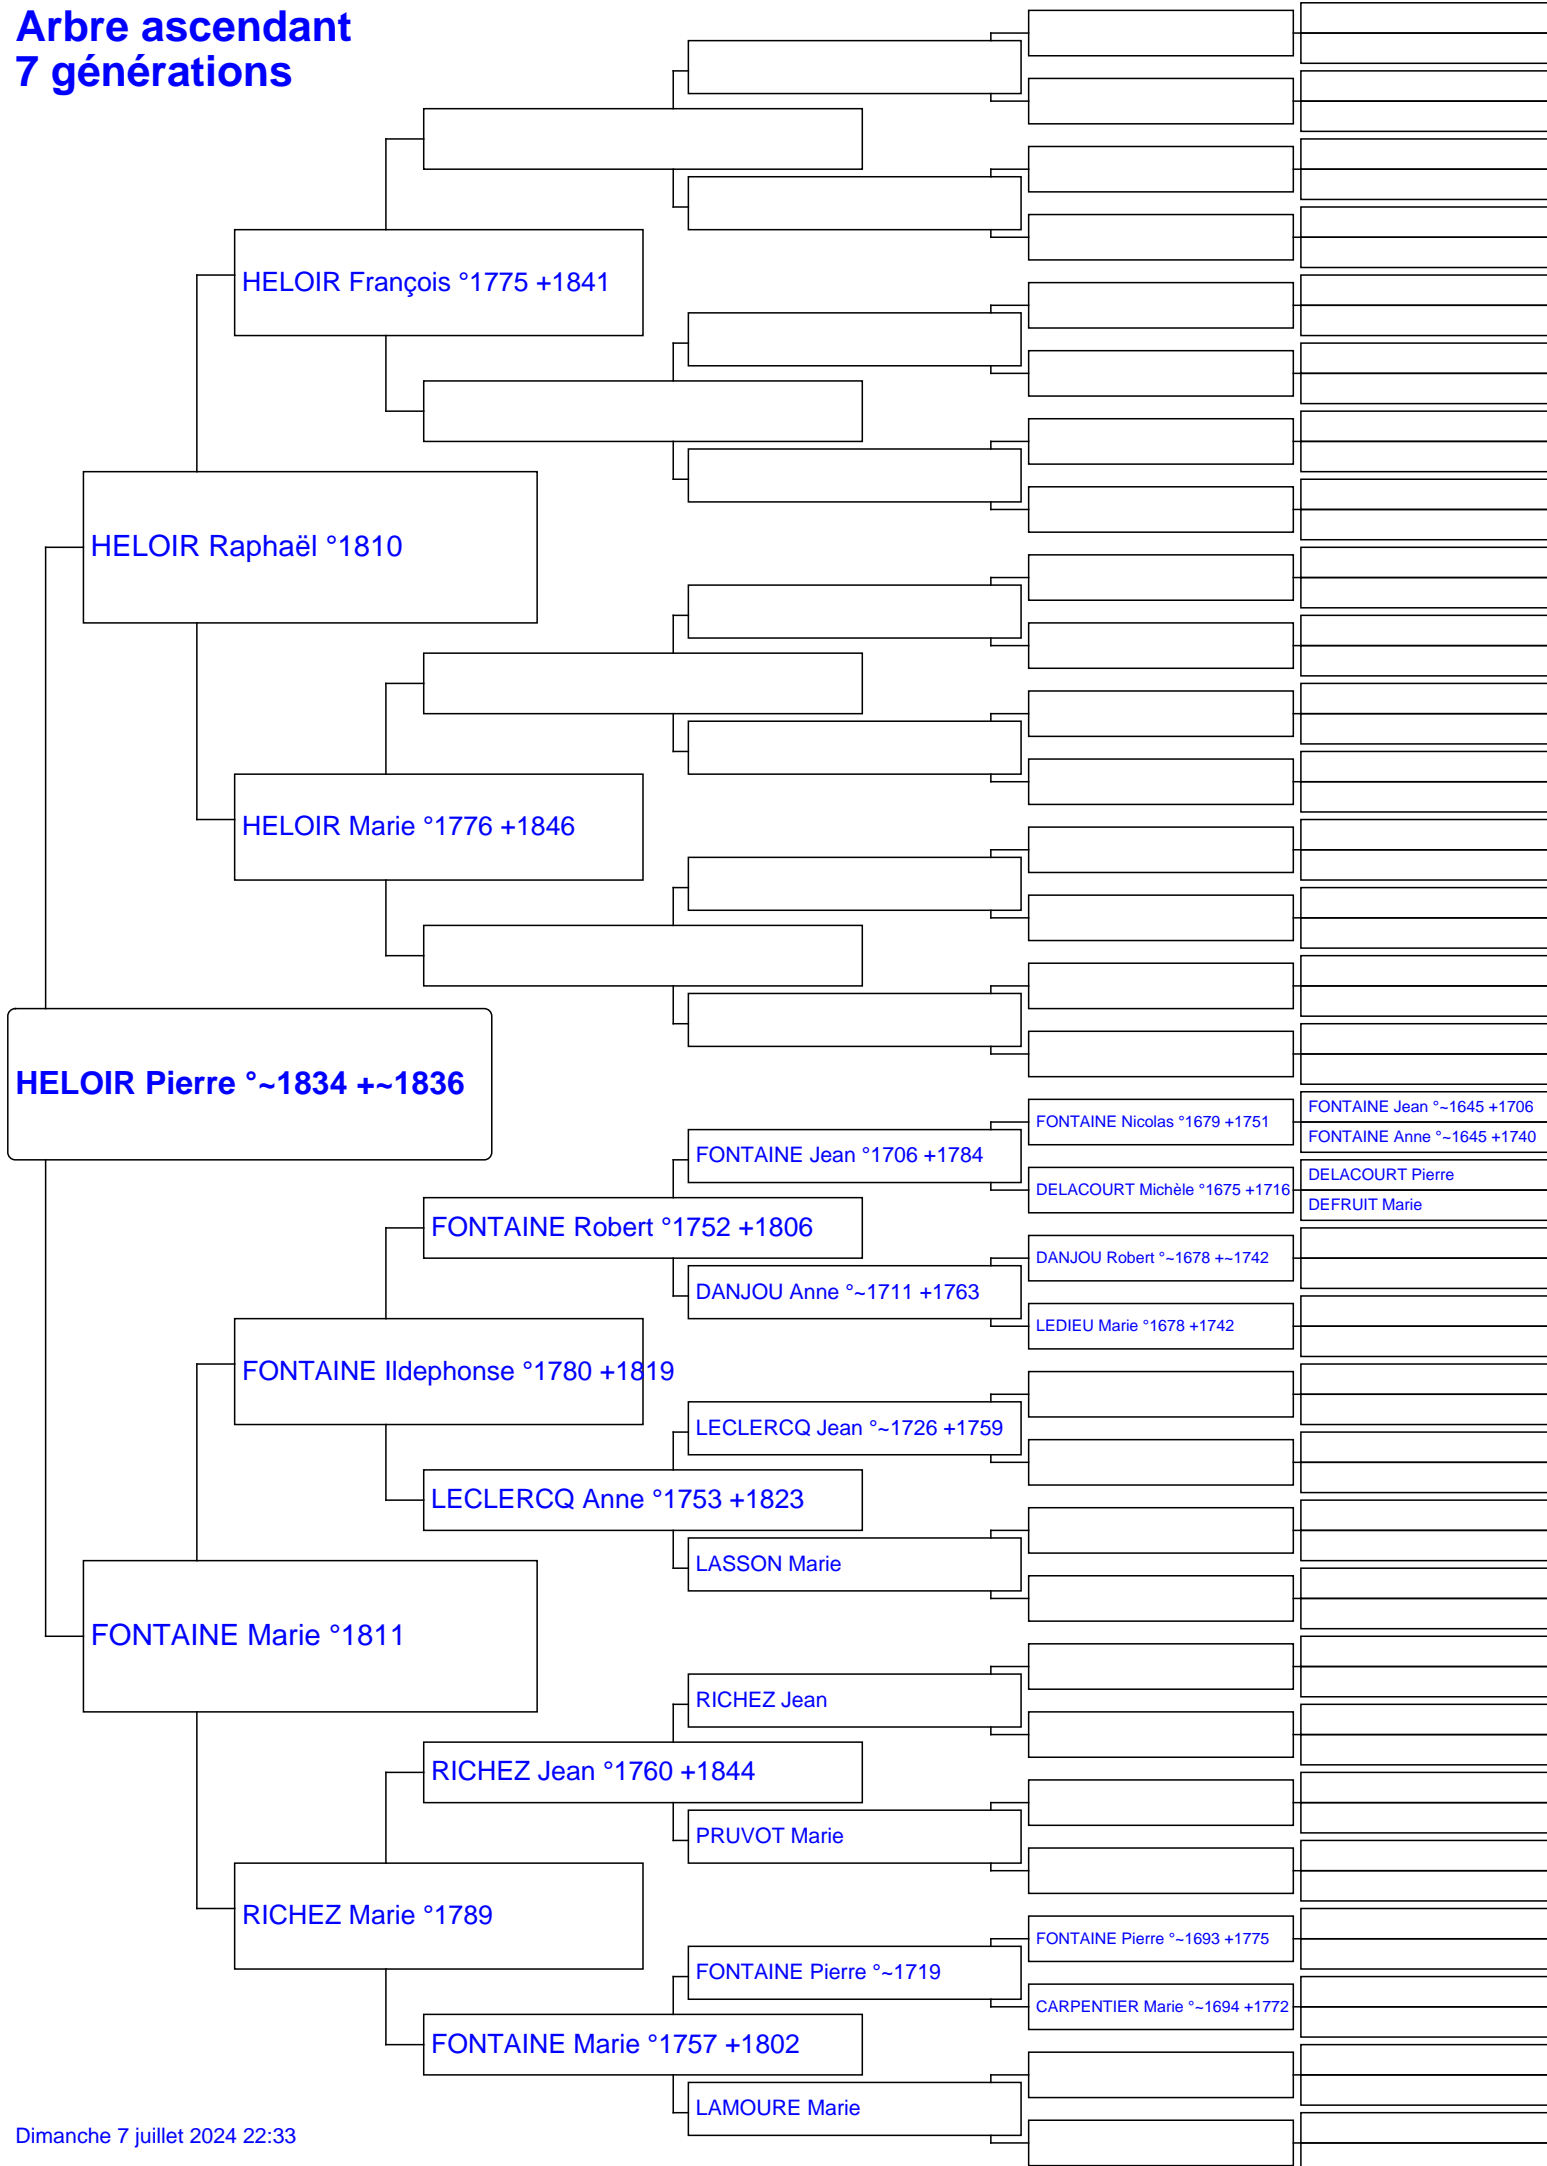 Arbre ascendant
7 générations
HELOIR François °1775 +1841
HELOIR Raphaël °1810
HELOIR Marie °1776 +1846
HELOIR Pierre °~1834 +~1836
FONTAINE Jean °~1645 +1706
FONTAINE Nicolas °1679 +1751
FONTAINE Anne °~1645 +1740
FONTAINE Jean °1706 +1784
DELACOURT Pierre
DELACOURT Michèle °1675 +1716
DEFRUIT Marie
FONTAINE Robert °1752 +1806
DANJOU Robert °~1678 +~1742
DANJOU Anne °~1711 +1763
LEDIEU Marie °1678 +1742
FONTAINE Ildephonse °1780 +1819
LECLERCQ Jean °~1726 +1759
LECLERCQ Anne °1753 +1823
LASSON Marie
FONTAINE Marie °1811
RICHEZ Jean
RICHEZ Jean °1760 +1844
PRUVOT Marie
RICHEZ Marie °1789
FONTAINE Pierre °~1693 +1775
FONTAINE Pierre °~1719
CARPENTIER Marie °~1694 +1772
FONTAINE Marie °1757 +1802
LAMOURE Marie
Dimanche 7 juillet 2024 22:33